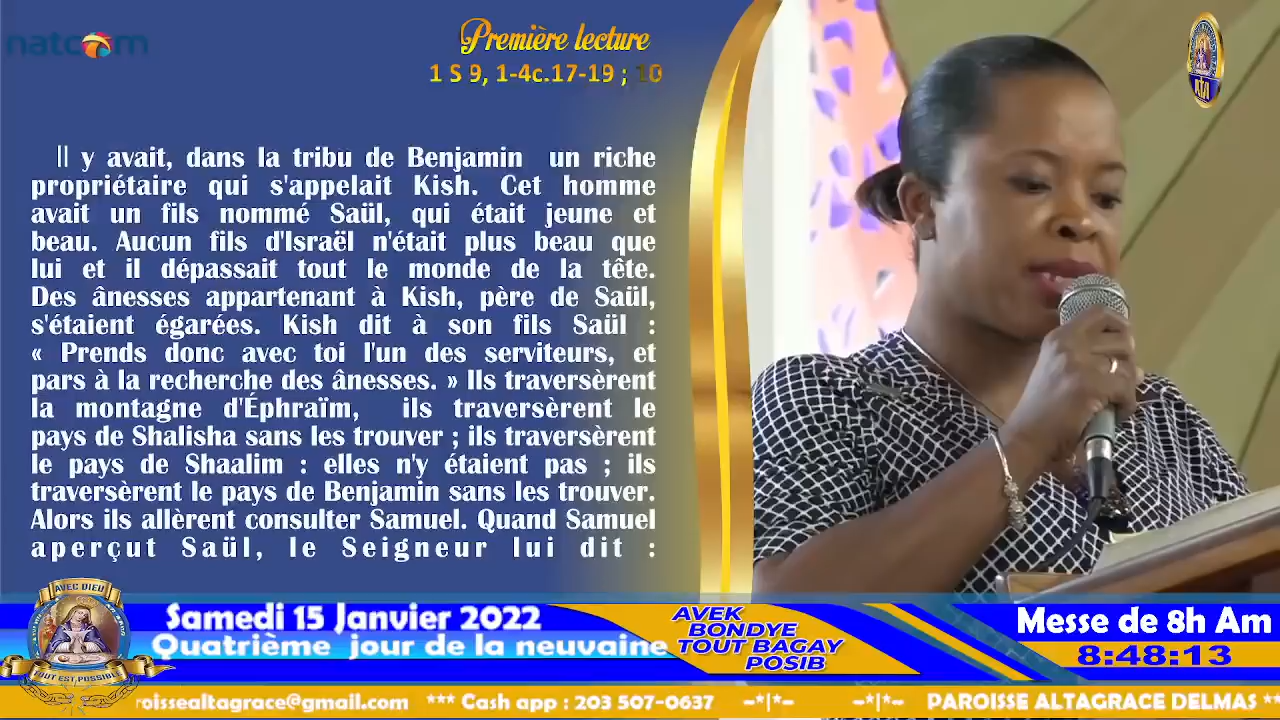 natcom
Première lecture
1 S 9, 1-4c.17-19 ; 10
Il y avait, dans la tribu de Benjamin un riche
propriétaire qui s'appelait Kish. Cet homme
avait un fils nommé Saül, qui était jeune et
beau. Aucun fils d'Israël n'était plus beau que
lui et il dépassait tout le monde de la tête.
Des ânesses appartenant à Kish, père de Saül,
s'étaient égarées. Kish dit à son fils Saül :
« Prends donc avec toi l'un des serviteurs, et
pars à la recherche des ânesses. » Ils traversèrent
la montagne d'Éphraïm, ils traversèrent le
pays de Shalisha sans les trouver ; ils traversèrent
le pays de Shaalim : elles n'y étaient pas ; ils
traversèrent le pays de Benjamin sans les trouver.
Alors ils allèrent consulter Samuel. Quand Samuel
aperçut Saül, le Seigneur lui dit :
AVEC DIEU
TOUT EST POSSIBLE
Samedi 15 Janvier 2022
Quatrième jour de la neuvaine
AVEK
BONDYE
TOUT BAGAY
POSIB
Messe de 8h Am
8:48:13
roissealtagrace@gmail.com *** Cash app : 203 507-0637 –*|*– –*|*– PAROISSE ALTAGRACE DELMAS **